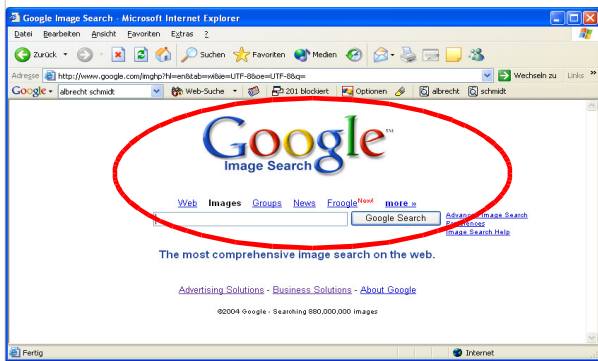 Google Image Search - Microsoft Internet Explorer
Datei Bearbeiten Ansicht Favoriten Extras ?
Zurück Suchen Favoriten Medien
Adresse http://www.google.com/imghp?hl=en&tab=wi&ie=UTF-8&oe=UTF-8&q= Wechseln zu Links »
Google albrecht schmidt Web-Suche 201 blockiert Optionen albrecht schmidt
Google™
Image Search
Web Images Groups News Froogle New! more »
Google Search
Advanced Image Search
Preferences
Image Search Help
The most comprehensive image search on the web.
Advertising Solutions - Business Solutions - About Google
©2004 Google - Searching 880,000,000 images
Fertig Internet